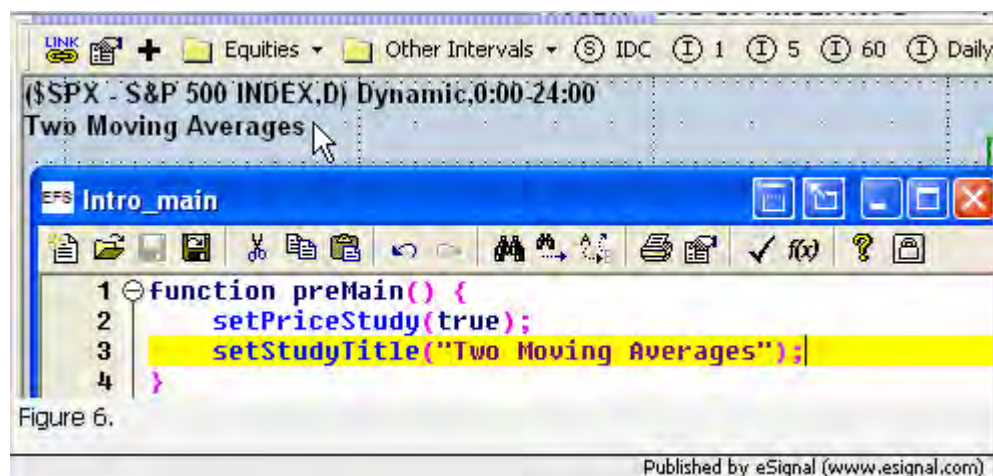 LINK Equities Other Intervals S IDC I 1 I 5 I 60 I Daily
($SPX - S&P 500 INDEX,D) Dynamic,0:00-24:00
Two Moving Averages
EFS Intro_main
f(x) ?
1 function preMain() {
2 setPriceStudy(true);
3 setStudyTitle("Two Moving Averages");
4 }
Figure 6.
Published by eSignal (www.esignal.com)